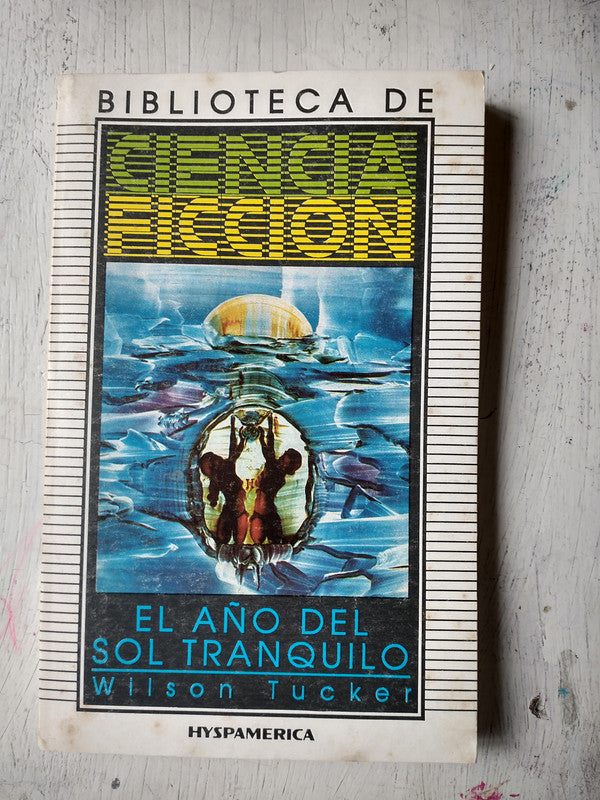 BIBLIOTECA DE
CIENCIA
FICCION
EL AÑO DEL
SOL TRANQUILO
Wilson Tucker
HYSPAMERICA